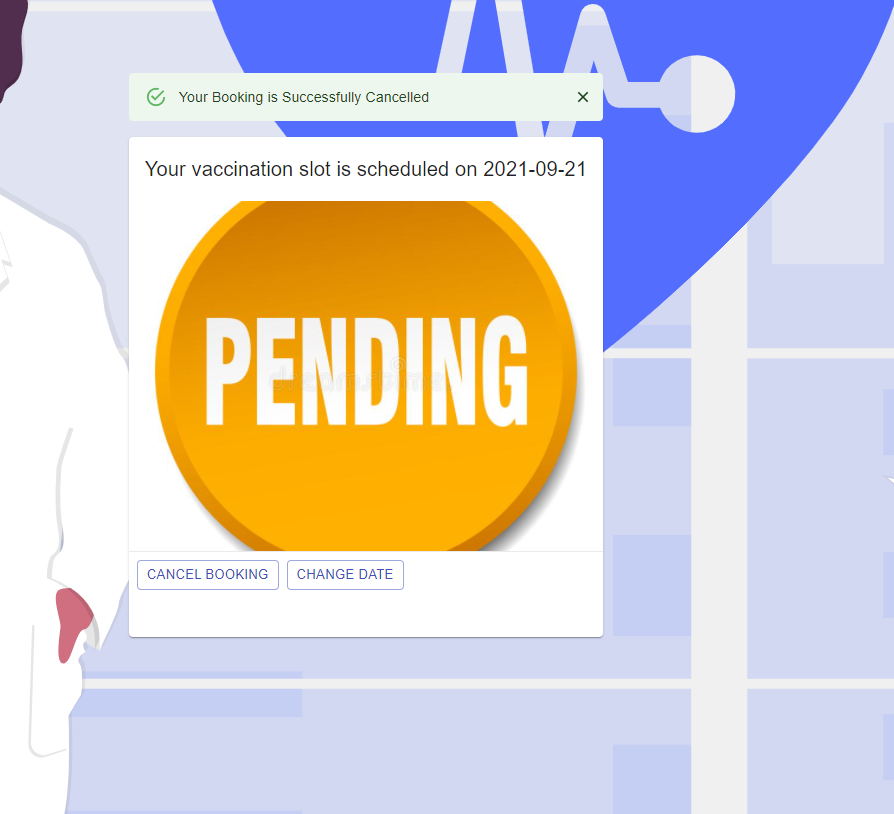 Your Booking is Successfully Cancelled
Your vaccination slot is scheduled on 2021-09-21
PENDING
CANCEL BOOKING
CHANGE DATE